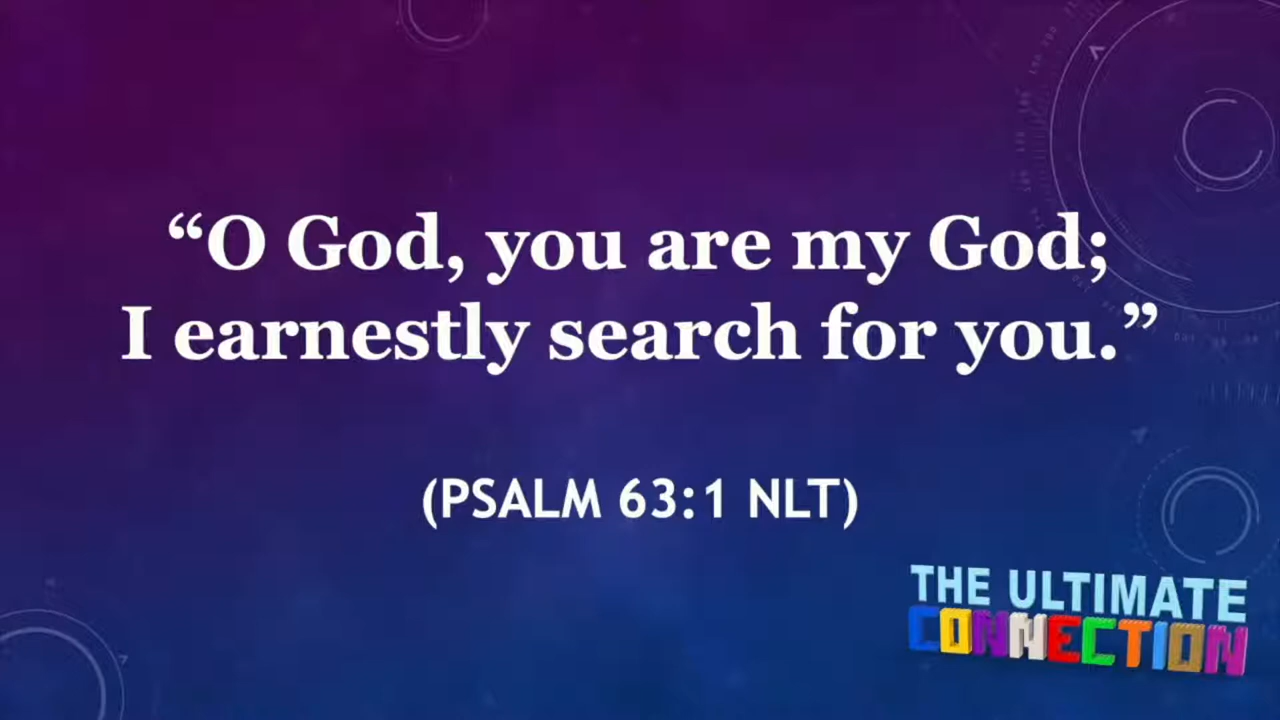 “O God, you are my God;
I earnestly search for you.”
(PSALM 63:1 NLT)
THE ULTIMATE
CONNECTION